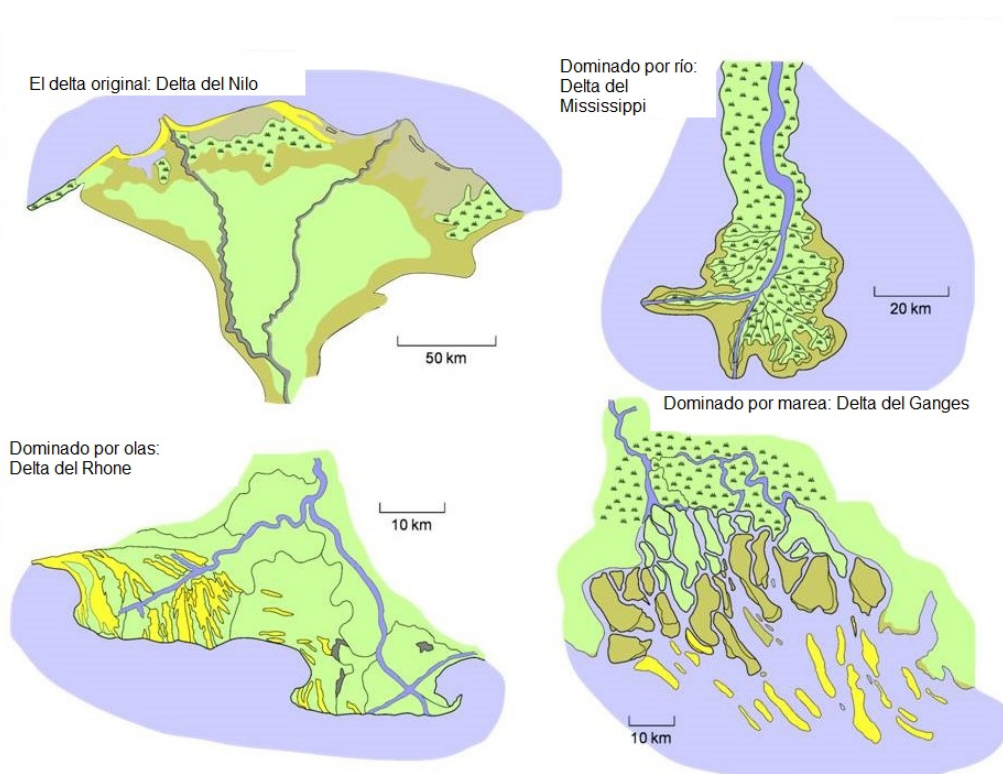 El delta original: Delta del Nilo
50 km
Dominado por río:
Delta del
Mississippi
20 km
Dominado por olas:
Delta del Rhone
10 km
Dominado por marea: Delta del Ganges
10 km